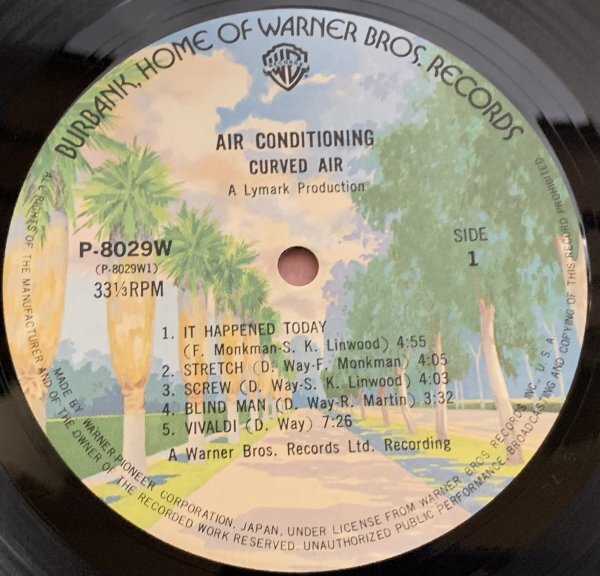 BURBANK, HOME OF WARNER BROS. RECORDS
AIR CONDITIONING
CURVED AIR
A Lymark Production
P-8029W
(P-8029W1)
33⅓RPM
SIDE
1
1. IT HAPPENED TODAY
(F. Monkman-S. K. Linwood) 4:55
2. STRETCH (D. Way-F. Monkman) 4:05
3. SCREW (D. Way-S. K. Linwood) 4:03
4. BLIND MAN (D. Way-R. Martin) 3:32
5. VIVALDI (D. Way) 7:26
A Warner Bros. Records Ltd. Recording
MADE BY WARNER-PIONEER CORPORATION, JAPAN, UNDER LICENSE FROM WARNER BROS RECORDS INC., U.S.A
ALL RIGHTS OF THE MANUFACTURER AND OF THE OWNER OF THE RECORDED WORK RESERVED. UNAUTHORIZED PUBLIC PERFORMANCE, BROADCASTING AND COPYING OF THIS RECORD PROHIBITED